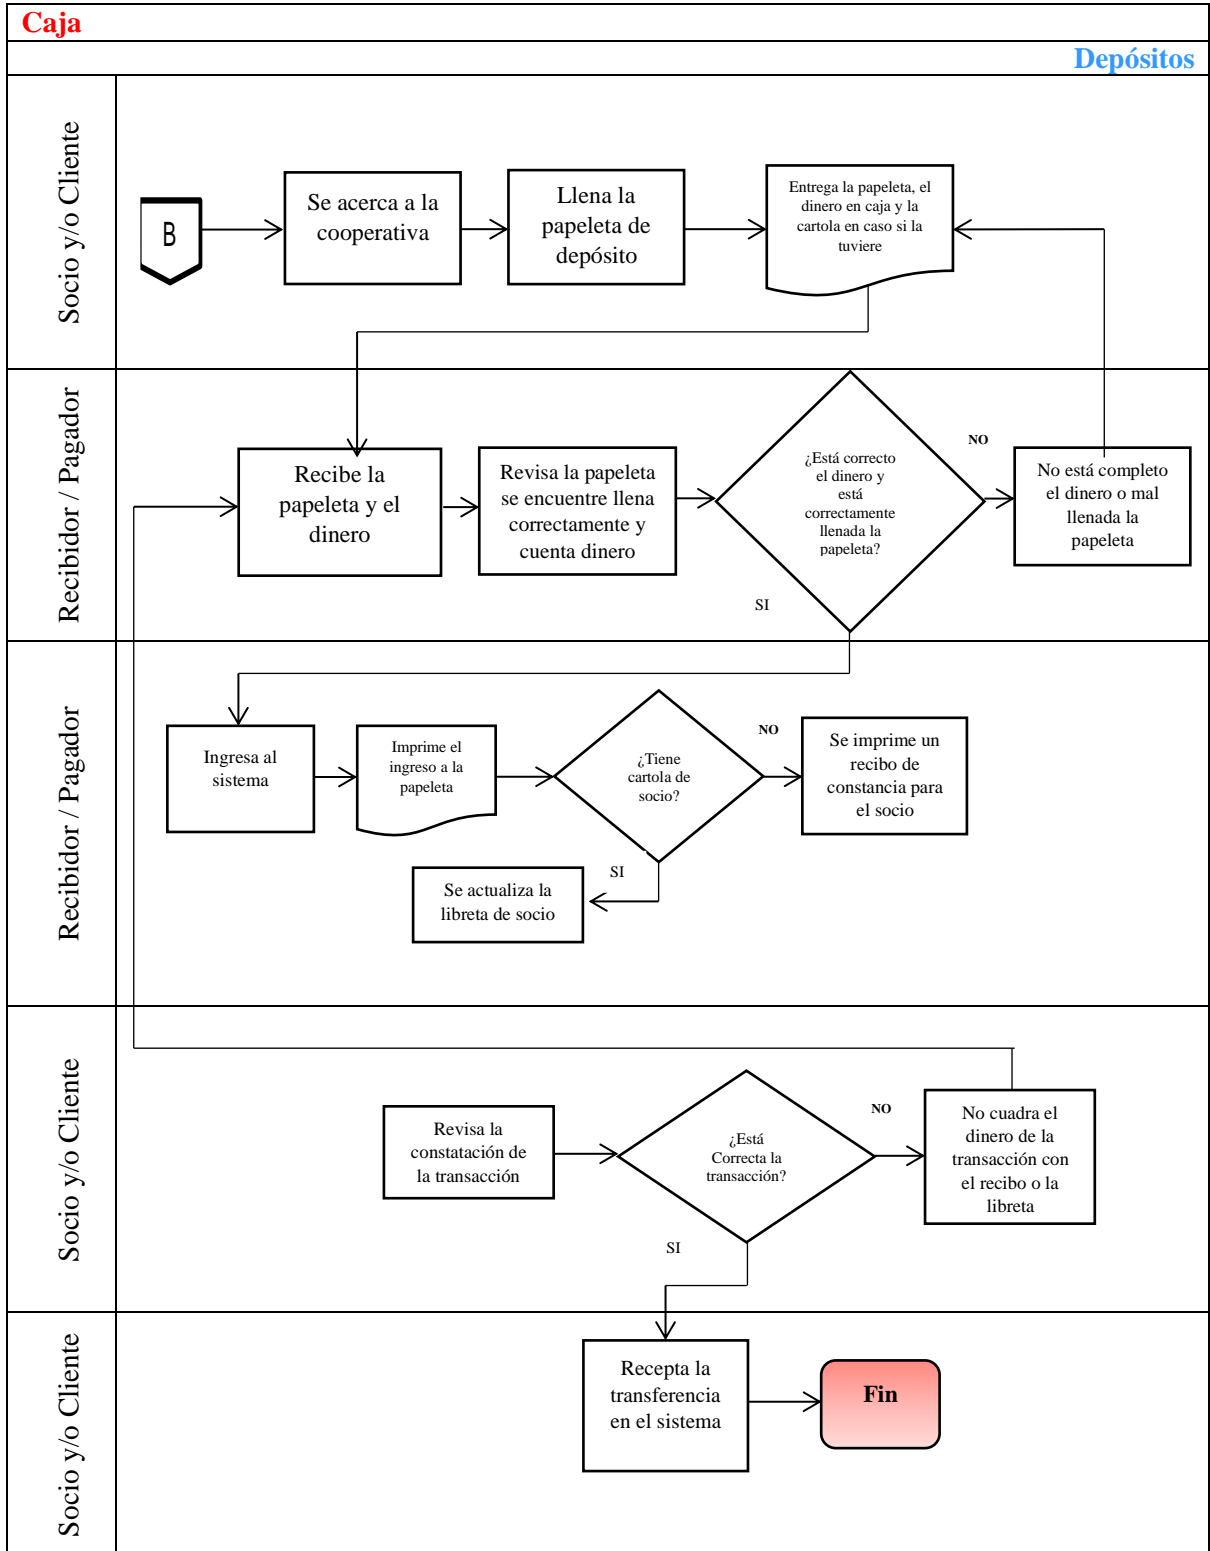 Caja
Depósitos
Socio y/o Cliente
B
Se acerca a la
cooperativa
Llena la
papeleta de
depósito
Entrega la papeleta, el
dinero en caja y la
cartola en caso si la
tuviere
Recibidor / Pagador
Recibe la
papeleta y el
dinero
Revisa la papeleta
se encuentre llena
correctamente y
cuenta dinero
¿Está correcto
el dinero y
está
correctamente
llenada la
papeleta?
NO
No está completo
el dinero o mal
llenada la
papeleta
SI
Recibidor / Pagador
Ingresa al
sistema
Imprime el
ingreso a la
papeleta
¿Tiene
cartola de
socio?
NO
Se imprime un
recibo de
constancia para
el socio
SI
Se actualiza la
libreta de socio
Socio y/o Cliente
Revisa la
constatación de
la transacción
¿Está
Correcta la
transacción?
NO
No cuadra el
dinero de la
transacción con
el recibo o la
libreta
SI
Socio y/o Cliente
Recepta la
transferencia
en el sistema
Fin